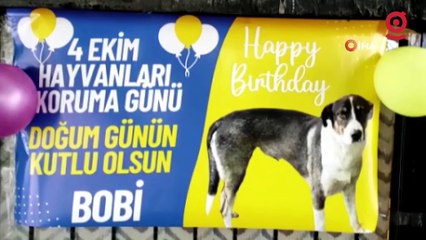 4 EKİM
HAYVANLARI
KORUMA GÜNÜ
DOĞUM GÜNÜN
KUTLU OLSUN
BOBİ
Happy
Birthday